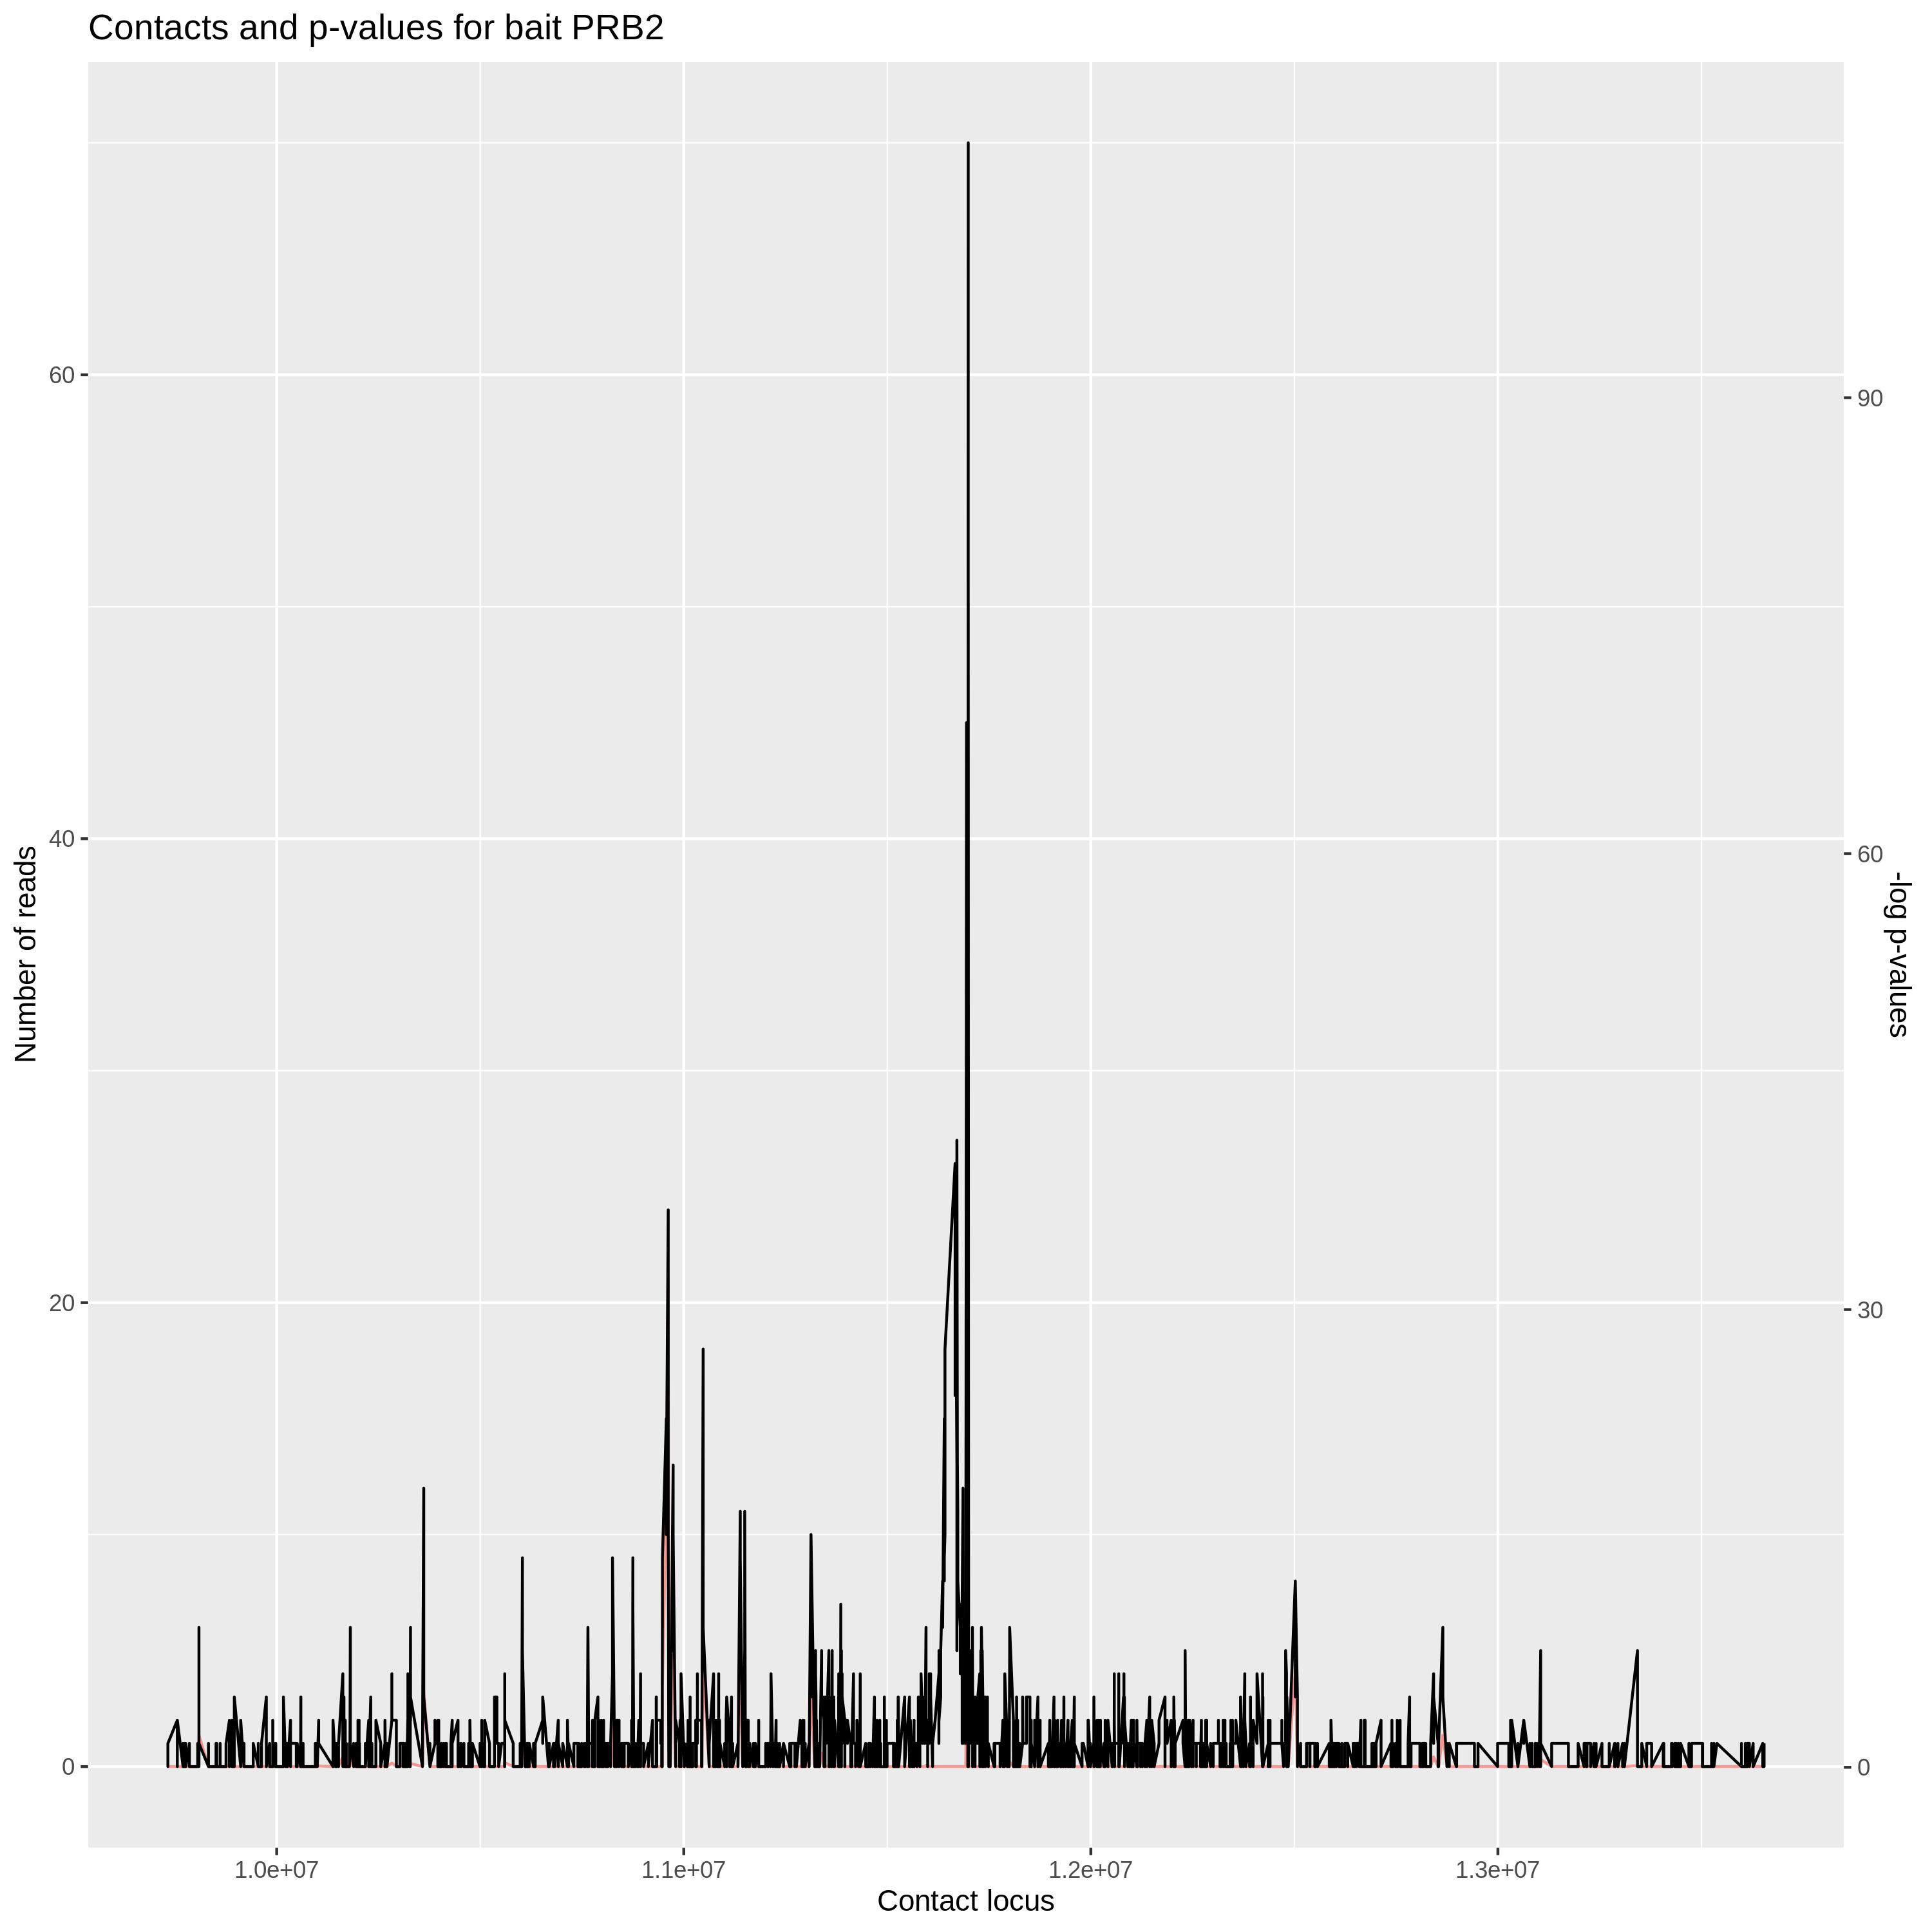 Contacts and p-values for bait PRB2
Number of reads
60
40
20
0
90
60
30
0
-log p-values
1.0e+07
1.1e+07
1.2e+07
1.3e+07
Contact locus